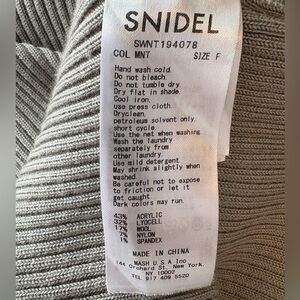 SNIDEL
SWNT194078
COL MNT SIZE F
Hand wash cold.
Do not bleach.
Do not tumble dry.
Dry flat in shade.
Cool iron.
use press cloth.
Dryclean,
petroleum solvent only.
short cycle
Use the net when washing
Wash the laundry
separately from
other laundry.
Use mild detergent.
May shrink slightly when
washed.
Be careful not to expose
to friction or let it
get caught.
Dark colors may run.
43% ACRYLIC
32% LYOCELL
17% WOOL
7% NYLON
1% SPANDEX
MADE IN CHINA
MASH U.S.A Inc
144 Orchard St. New York,
NY 10002
TEL 917 409 5520